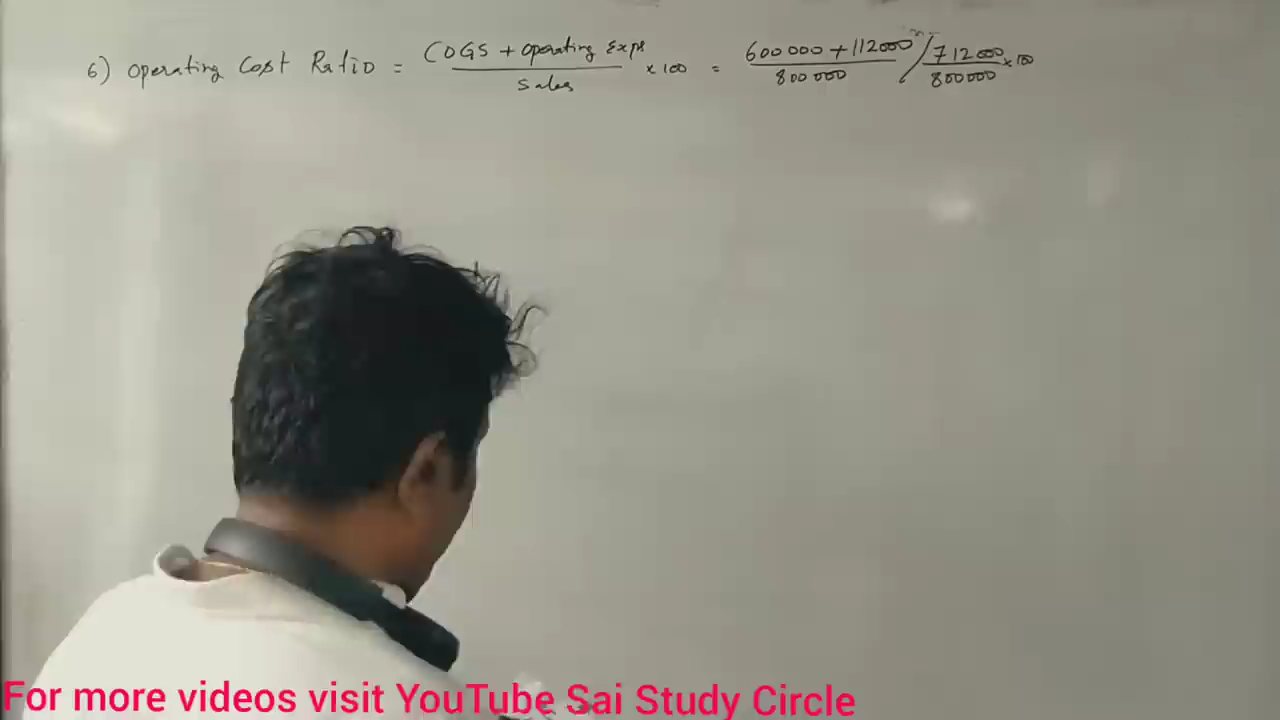 6) Operating Cost Ratio = COGS + Operating Exps / Sales × 100 = 600000 + 112000 / 800000 / 712000 / 800000 × 100
For more videos visit YouTube Sai Study Circle